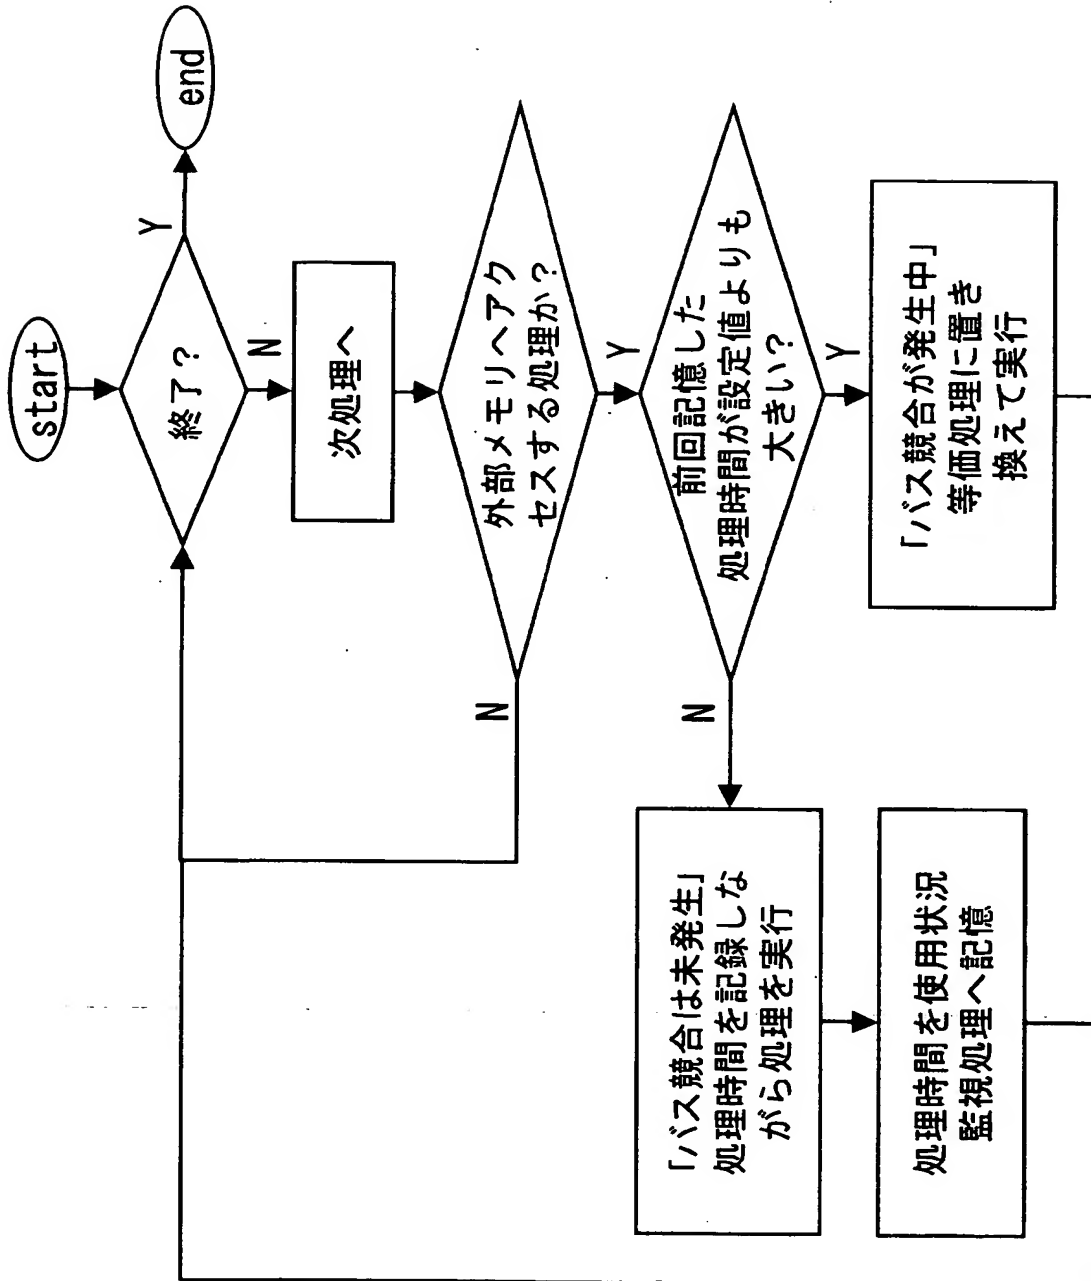 start
終了?
Y
end
N
次処理へ
外部メモリへアク
セスする処理か?
N
Y
前回記憶した
処理時間が設定値よりも
大きい?
N
Y
「バス競合は未発生」
処理時間を記録しな
がら処理を実行
「バス競合が発生中」
等価処理に置き
換えて実行
処理時間を使用状況
監視処理へ記憶